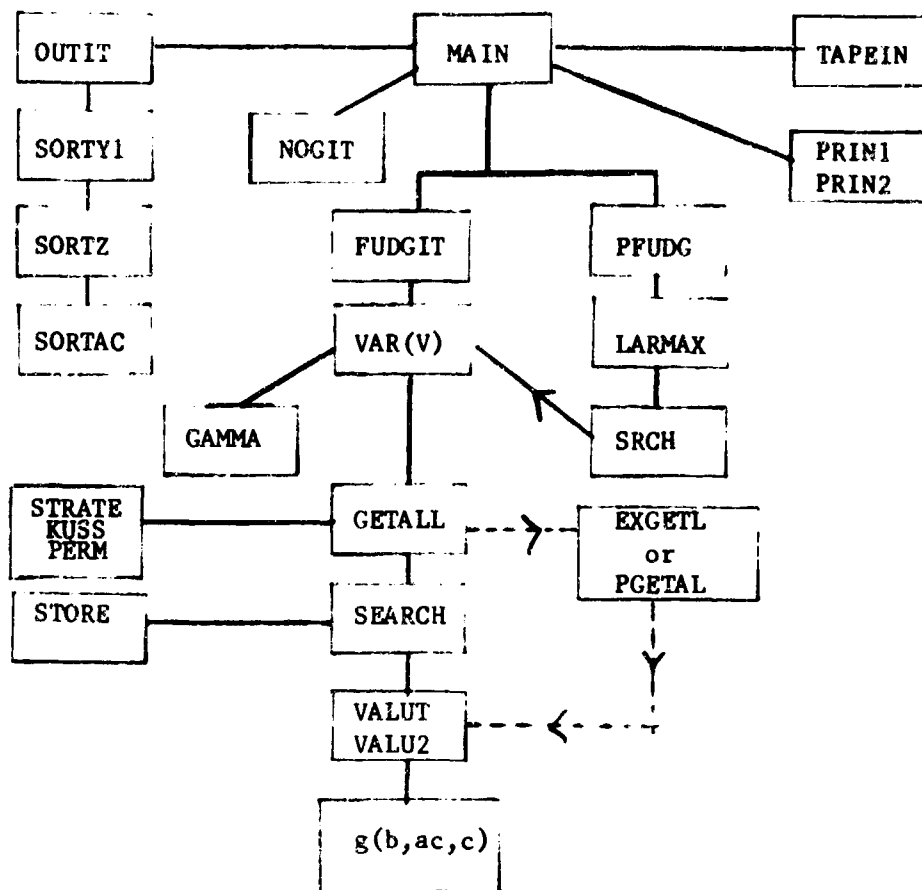 OUTIT
MAIN
TAPEIN
SORTY1
NOGIT
PRIN1
PRIN2
SORTZ
FUDGIT
PFUDG
SORTAC
VAR(V)
LARMAX
GAMMA
SRCH
STRATE
KUSS
PERM
GETALL
EXGETL
or
PGETAL
STORE
SEARCH
VALUT
VALU2
g(b,ac,c)